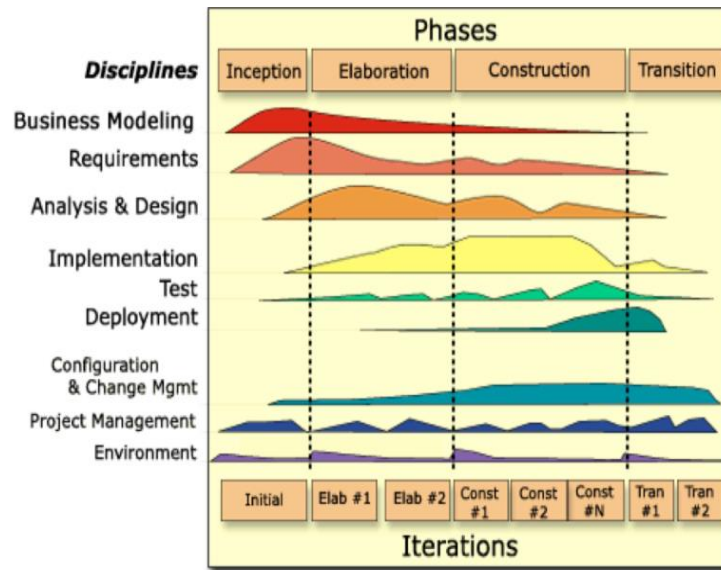 Phases
Disciplines
Inception
Elaboration
Construction
Transition
Business Modeling
Requirements
Analysis & Design
Implementation
Test
Deployment
Configuration
& Change Mgmt
Project Management
Environment
Initial
Elab #1
Elab #2
Const
#1
Const
#2
Const
#N
Tran
#1
Tran
#2
Iterations